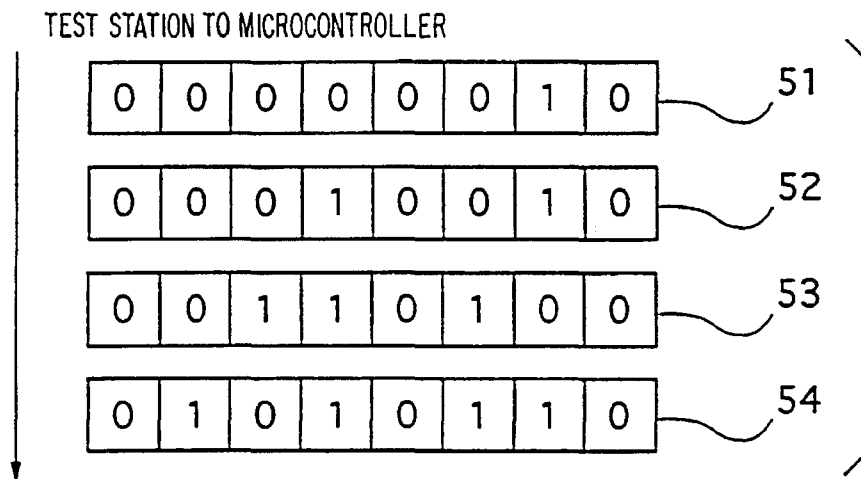 TEST STATION TO MICROCONTROLLER
0 0 0 0 0 0 1 0 51
0 0 0 1 0 0 1 0 52
0 0 1 1 0 1 0 0 53
0 1 0 1 0 1 1 0 54